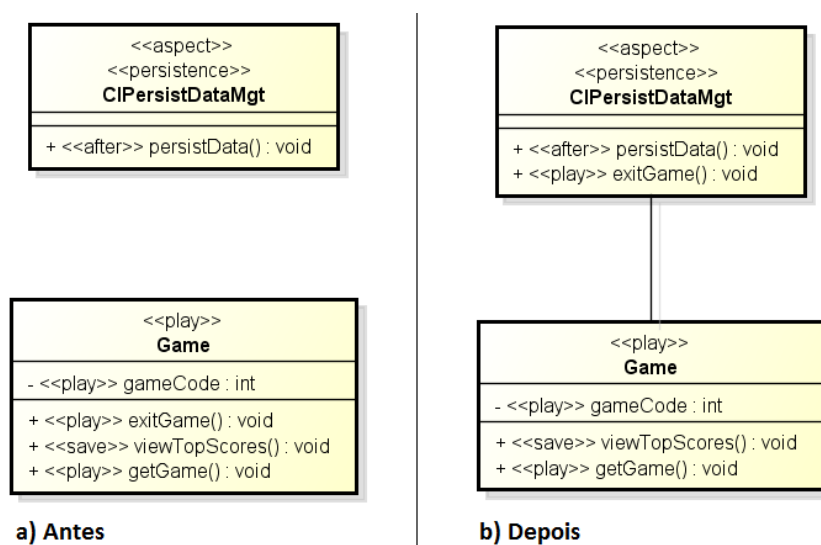 <<aspect>>
<<persistence>>
CIPersistDataMgt
+ <<after>> persistData() : void
<<play>>
Game
- <<play>> gameCode : int
+ <<play>> exitGame() : void
+ <<save>> viewTopScores() : void
+ <<play>> getGame() : void
a) Antes
<<aspect>>
<<persistence>>
CIPersistDataMgt
+ <<after>> persistData() : void
+ <<play>> exitGame() : void
<<play>>
Game
- <<play>> gameCode : int
+ <<save>> viewTopScores() : void
+ <<play>> getGame() : void
b) Depois